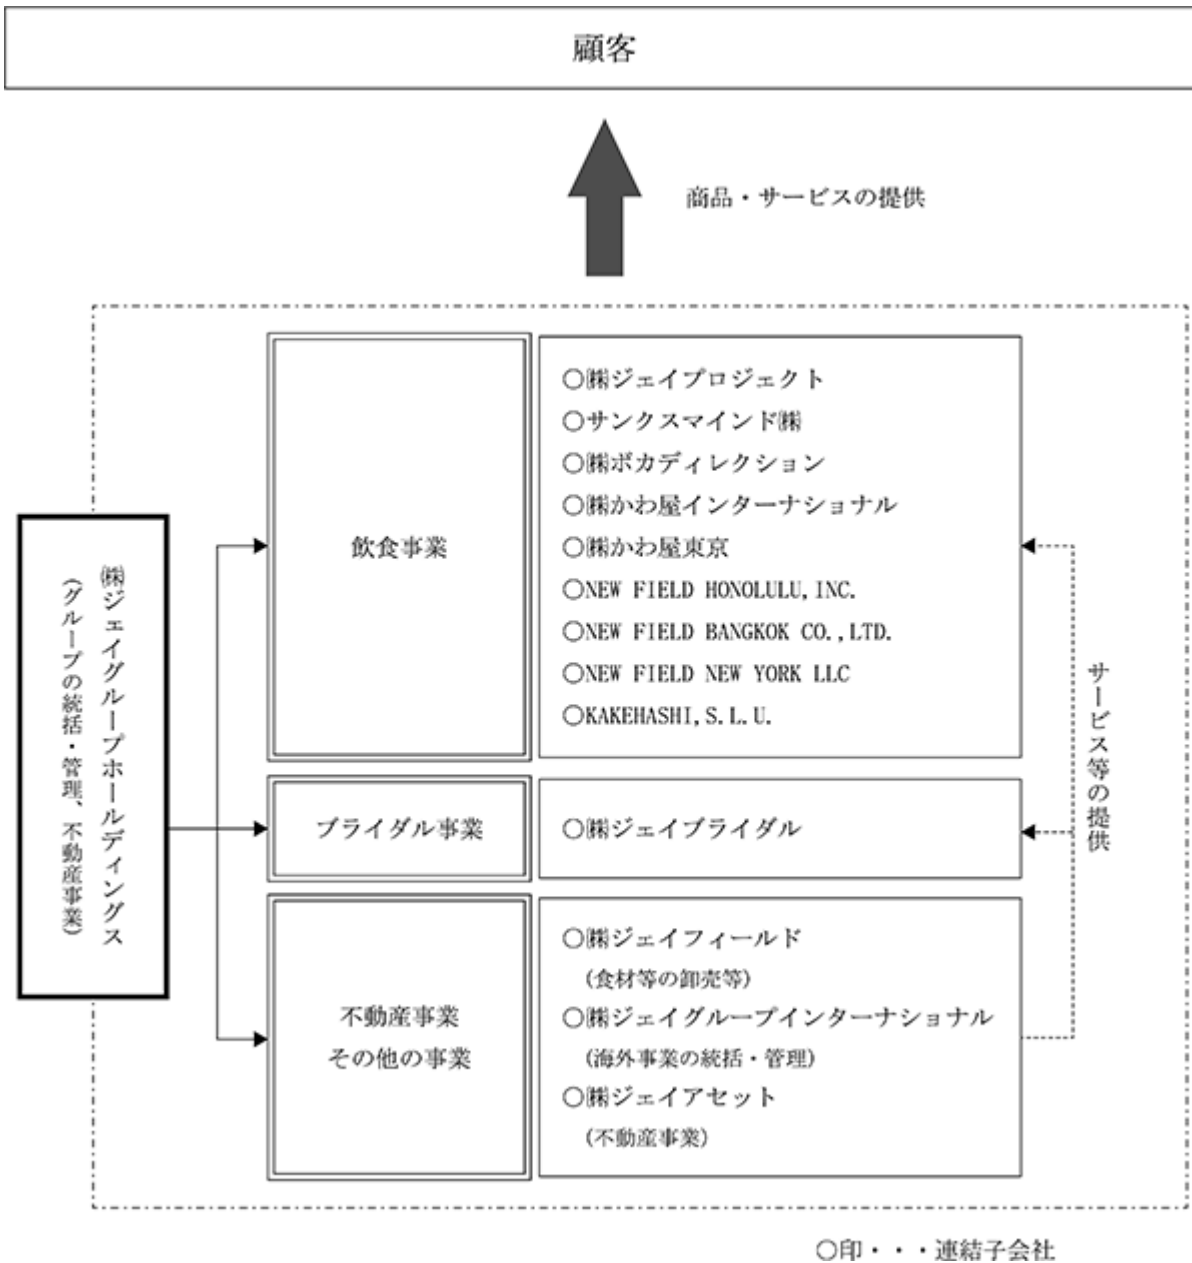 顧客
商品・サービスの提供
㈱ジェイグループホールディングス
(グループの統括・管理、不動産事業)
飲食事業
○㈱ジェイプロジェクト
○サンクスマインド㈱
○㈱ボカディレクション
○㈱かわ屋インターナショナル
○㈱かわ屋東京
○NEW FIELD HONOLULU, INC.
○NEW FIELD BANGKOK CO., LTD.
○NEW FIELD NEW YORK LLC
○KAKEHASHI, S. L. U.
ブライダル事業
○㈱ジェイブライダル
不動産事業
その他の事業
○㈱ジェイフィールド
(食材等の卸売等)
○㈱ジェイグループインターナショナル
(海外事業の統括・管理)
○㈱ジェイアセット
(不動産事業)
サービス等の提供
○印・・・連結子会社